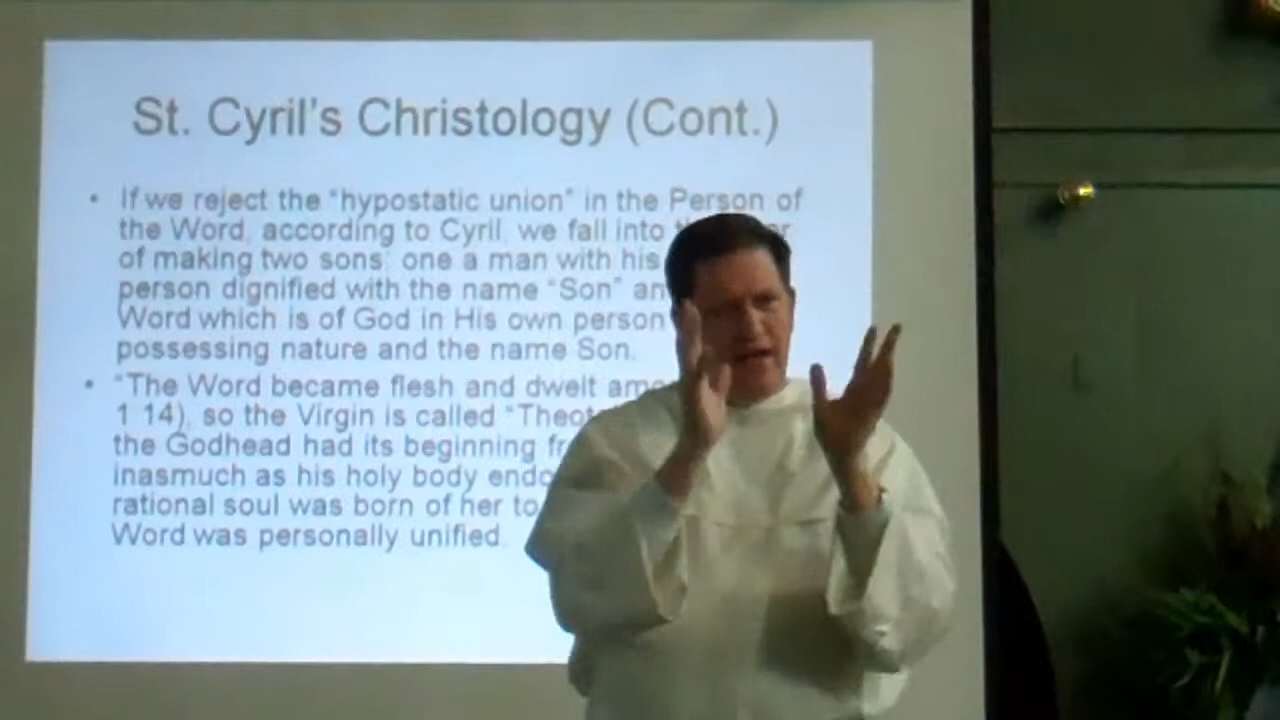 St. Cyril's Christology (Cont.)
• If we reject the "hypostatic union" in the Person of
the Word, according to Cyril, we fall into
of making two sons: one a man with his
person dignified with the name "Son" an
Word which is of God in His own person
possessing nature and the name Son.
• "The Word became flesh and dwelt amo
1:14), so the Virgin is called "Theot
the Godhead had its beginning fr
inasmuch as his holy body endo
rational soul was born of her to
Word was personally unified.